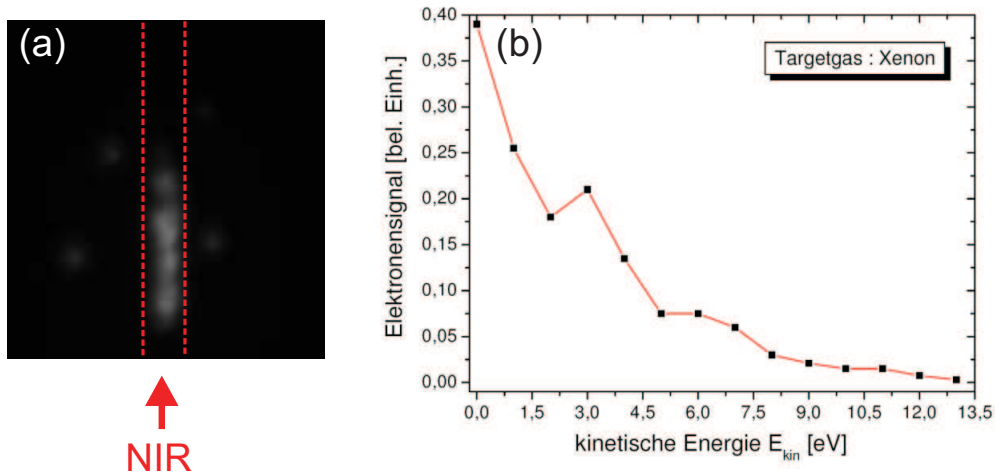 (a)
NIR
(b)
Targetgas : Xenon
Elektronensignal [bel. Einh.]
0,40
0,35
0,30
0,25
0,20
0,15
0,10
0,05
0,00
0,0 1,5 3,0 4,5 6,0 7,5 9,0 10,5 12,0 13,5
kinetische Energie E_kin [eV]